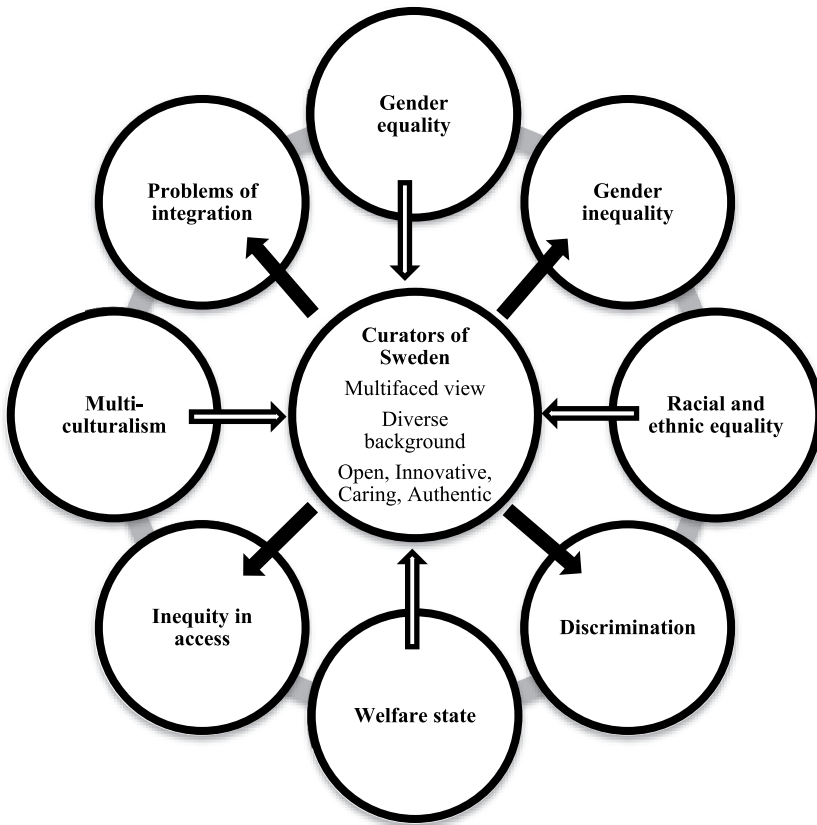 Gender
equality
Problems of
integration
Gender
inequality
Curators of
Sweden
Multifaced view
Diverse
background
Open, Innovative,
Caring, Authentic
Multi-
culturalism
Racial and
ethnic equality
Inequity in
access
Discrimination
Welfare state